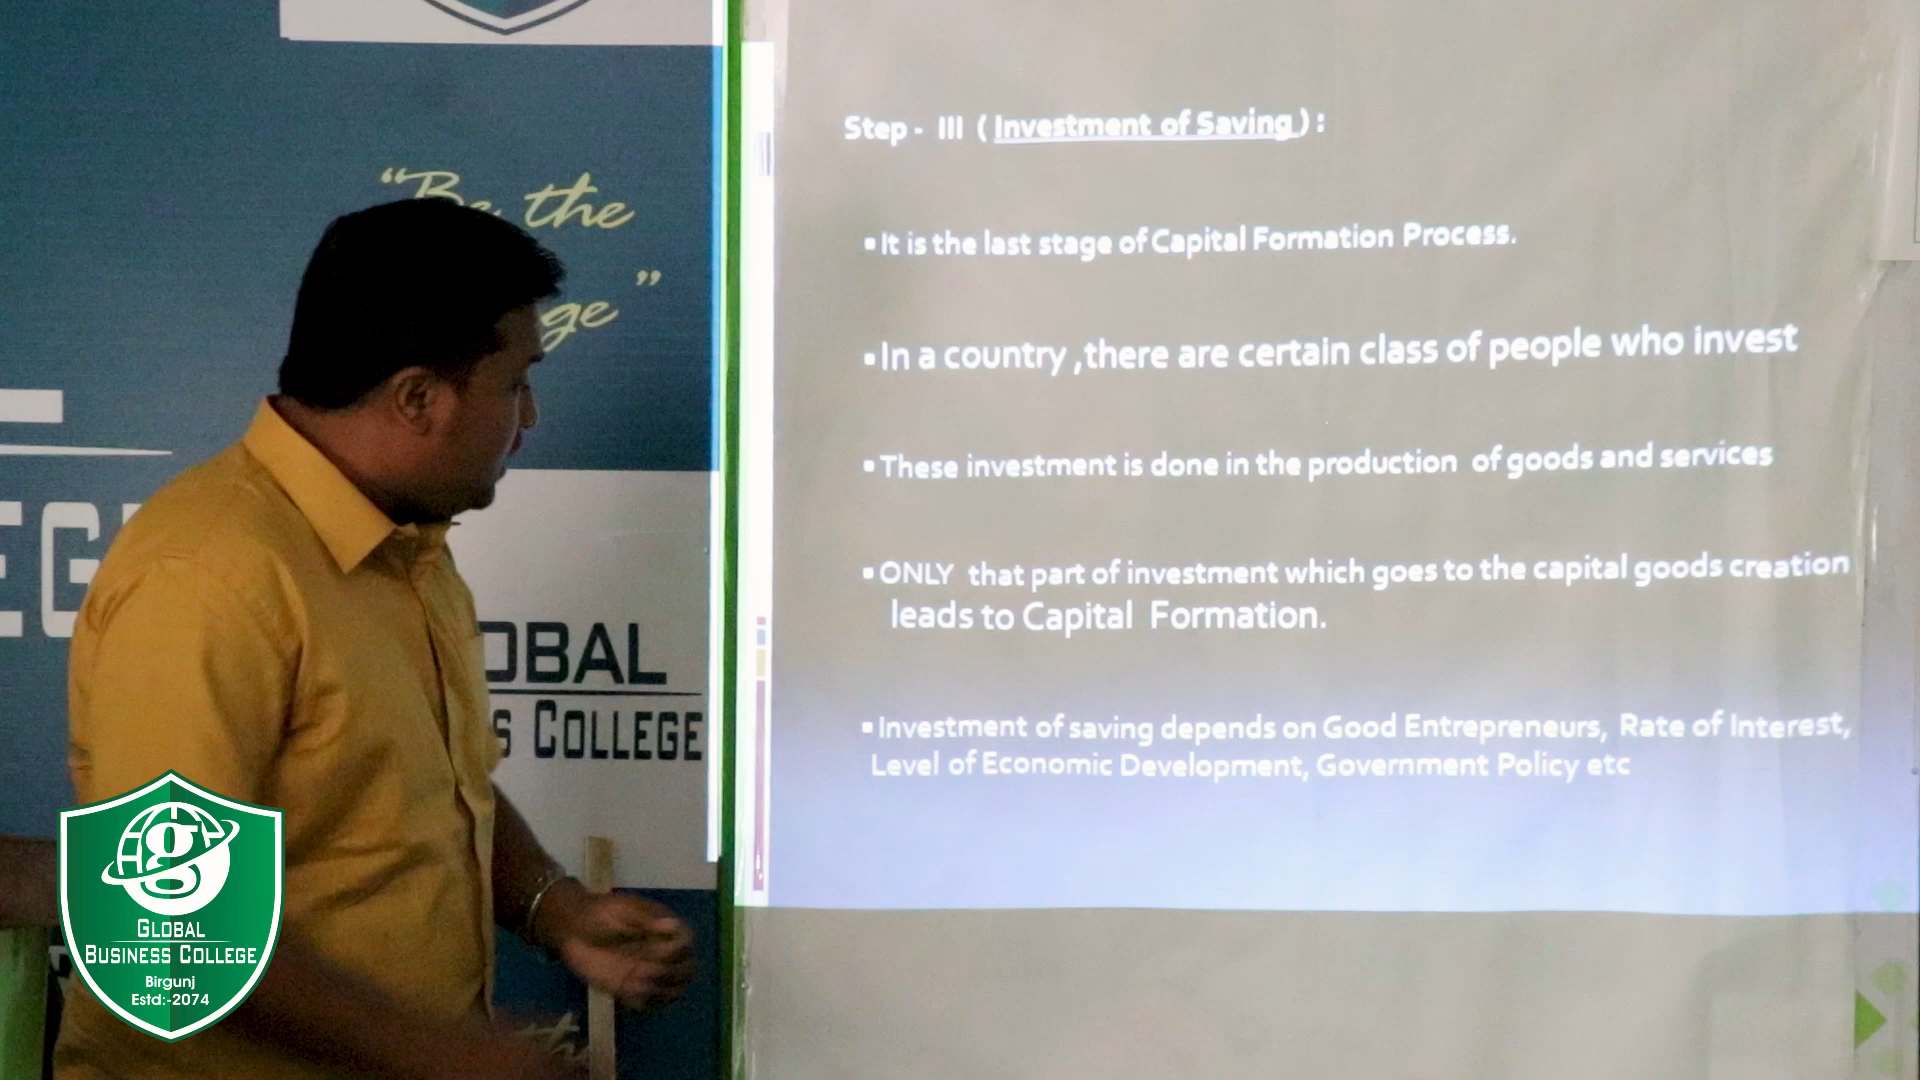 "Be the
ge"
EG
OBAL
S COLLEGE
Step - III ( Investment of Saving ) :
▪It is the last stage of Capital Formation Process.
▪In a country ,there are certain class of people who invest
▪These investment is done in the production of goods and services
▪ONLY that part of investment which goes to the capital goods creation
leads to Capital Formation.
▪Investment of saving depends on Good Entrepreneurs, Rate of Interest,
Level of Economic Development, Government Policy etc
g
GLOBAL
BUSINESS COLLEGE
Birgunj
Estd:-2074